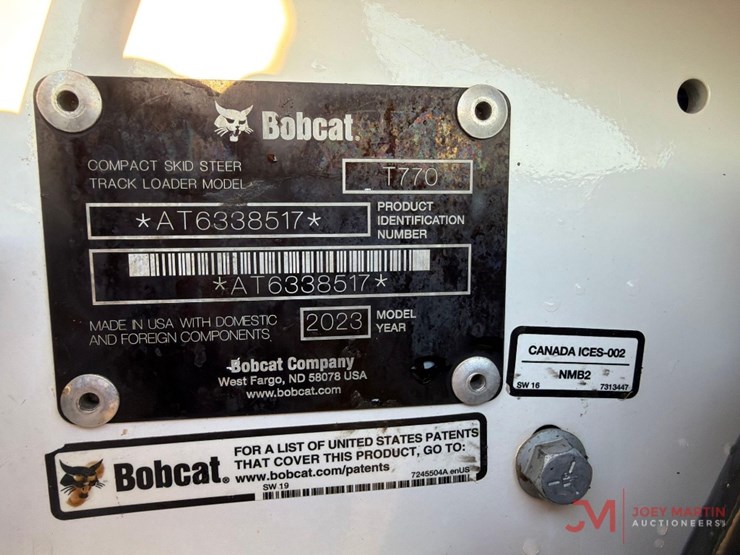 Bobcat.
COMPACT SKID STEER
TRACK LOADER MODEL
T770
*AT6338517*
PRODUCT
IDENTIFICATION
NUMBER
*AT6338517*
MADE IN USA WITH DOMESTIC
AND FOREIGN COMPONENTS
2023
MODEL
YEAR
Bobcat Company
West Fargo, ND 58078 USA
www.bobcat.com
CANADA ICES-002
NMB2
SW 16 7313447
Bobcat.
FOR A LIST OF UNITED STATES PATENTS
THAT COVER THIS PRODUCT, GO TO:
www.bobcat.com/patents
7245504A enUS
SW 19
JM
JOEY MARTIN
AUCTIONEERS